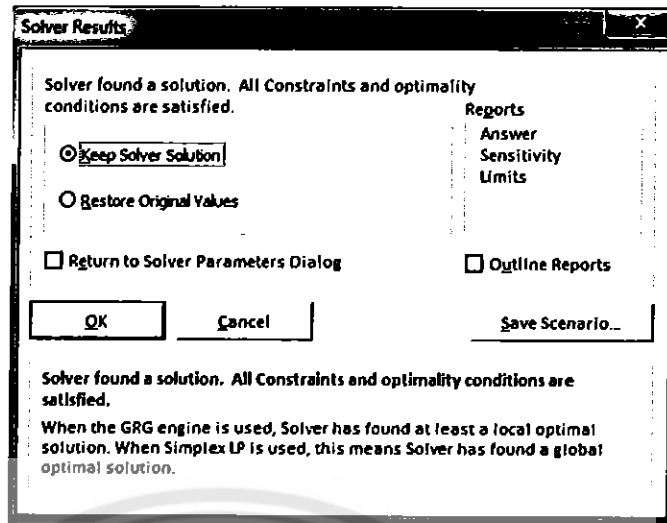 Solver Results
Solver found a solution. All Constraints and optimality
conditions are satisfied.
Reports
Answer
Sensitivity
Limits
Keep Solver Solution
Restore Original Values
Return to Solver Parameters Dialog
Outline Reports
OK
Cancel
Save Scenario...
Solver found a solution. All Constraints and optimality conditions are
satisfied.
When the GRG engine is used, Solver has found at least a local optimal
solution. When Simplex LP is used, this means Solver has found a global
optimal solution.